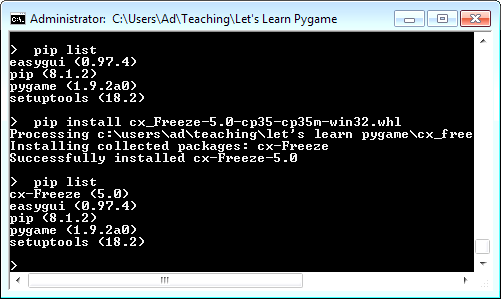 Administrator:  C:\Users\Ad\Teaching\Let's Learn Pygame
>  pip list
easygui (0.97.4)
pip (8.1.2)
pygame (1.9.2a0)
setuptools (18.2)
>  pip install cx_Freeze-5.0-cp35-cp35m-win32.whl
Processing c:\users\ad\teaching\let's learn pygame\cx_free
Installing collected packages: cx-Freeze
Successfully installed cx-Freeze-5.0
>  pip list
cx-Freeze (5.0)
easygui (0.97.4)
pip (8.1.2)
pygame (1.9.2a0)
setuptools (18.2)
>